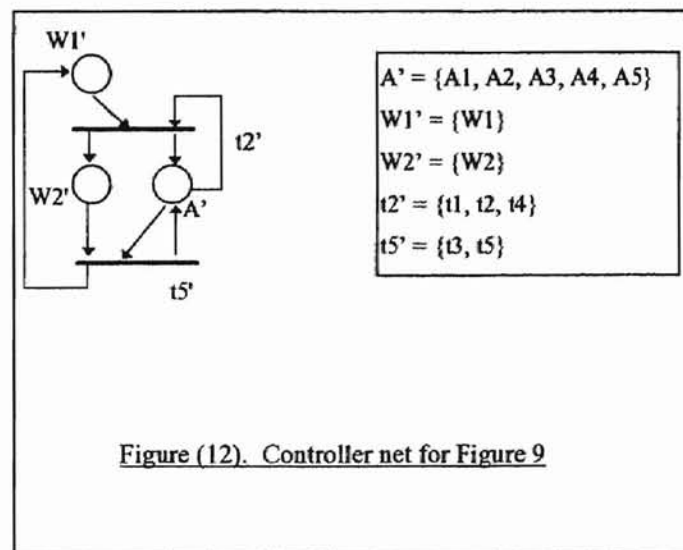 W1'
t2'
W2'
A'
t5'
A' = {A1, A2, A3, A4, A5}
W1' = {W1}
W2' = {W2}
t2' = {t1, t2, t4}
t5' = {t3, t5}
Figure (12). Controller net for Figure 9